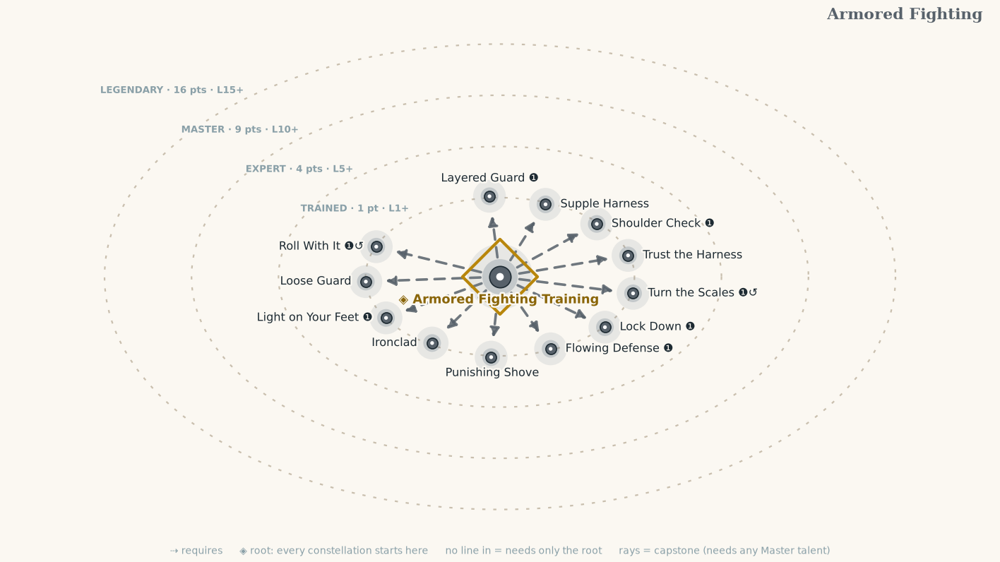 Armored Fighting
LEGENDARY · 16 pts · L15+
MASTER · 9 pts · L10+
EXPERT · 4 pts · L5+
TRAINED · 1 pt · L1+
Layered Guard ❶
Supple Harness
Shoulder Check ❶
Roll With It ❶↺
Trust the Harness
Loose Guard
Turn the Scales ❶↺
◈ Armored Fighting Training
Light on Your Feet ❶
Lock Down ❶
Ironclad
Flowing Defense ❶
Punishing Shove
⇢ requires ◈ root: every constellation starts here no line in = needs only the root rays = capstone (needs any Master talent)